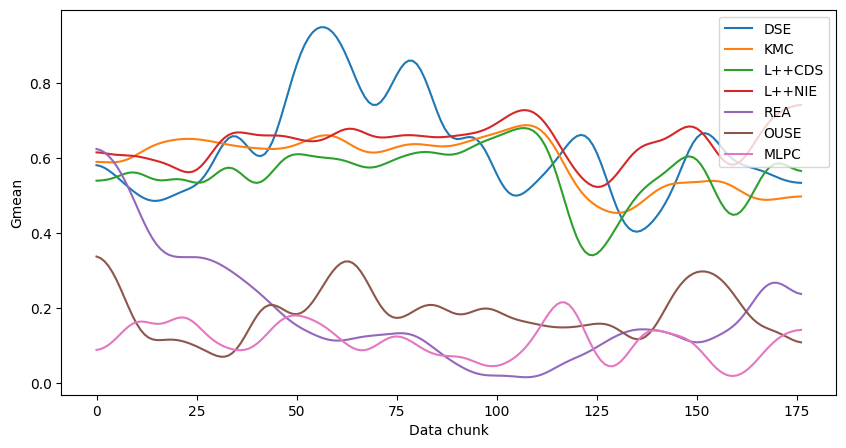 DSE
KMC
L++CDS
L++NIE
REA
OUSE
MLPC
0.8
0.6
0.4
0.2
0.0
Gmean
0 25 50 75 100 125 150 175
Data chunk